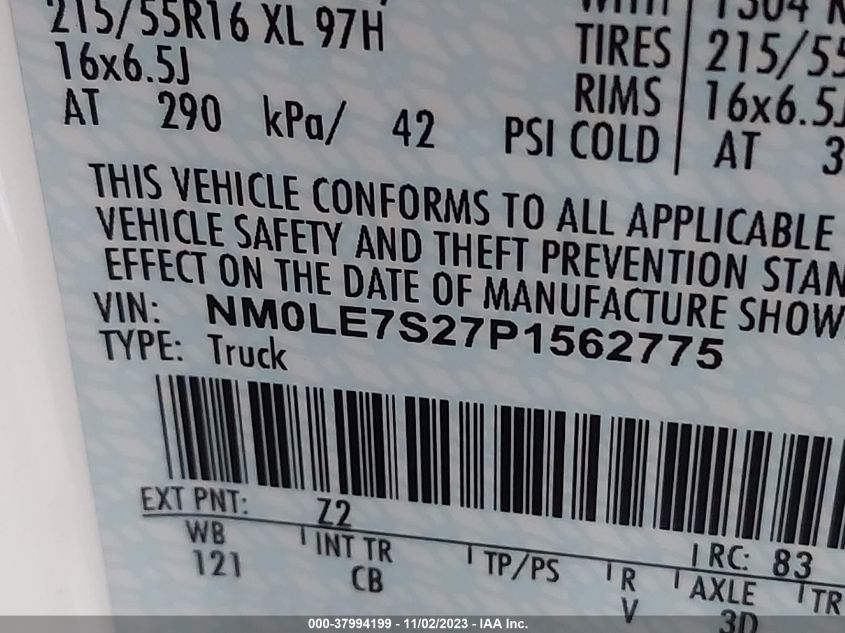 215/55R16 XL 97H
16x6.5J
AT 290 kPa/ 42 PSI COLD
WITH 1304
TIRES 215/55
RIMS 16x6.5J
AT 3
THIS VEHICLE CONFORMS TO ALL APPLICABLE
VEHICLE SAFETY AND THEFT PREVENTION STAN
EFFECT ON THE DATE OF MANUFACTURE SHOW
VIN: NM0LE7S27P1562775
TYPE: Truck
EXT PNT: Z2 RC: 83
WB INT TR TP/PS R AXLE TR
121 CB V 3D
000-37994199 - 11/02/2023 - IAA Inc.